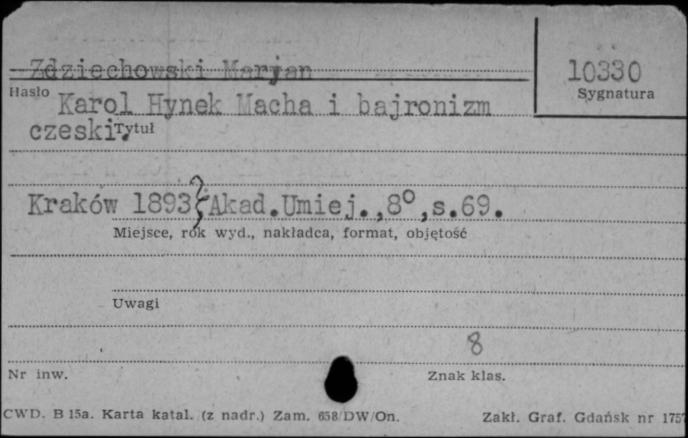 Zdziechowski Marjan
10330
Hasło
Sygnatura
Karol Hynek Macha i bajronizm
czeski.
Tytuł
Kraków 1893 Akad.Umiej.,8°,s.69.
Miejsce, rok wyd., nakładca, format, objętość
Uwagi
8
Nr inw.
Znak klas.
CWD. B 15a. Karta katal. (z nadr.) Zam. 658/DW/On.
Zakł. Graf. Gdańsk nr 1757